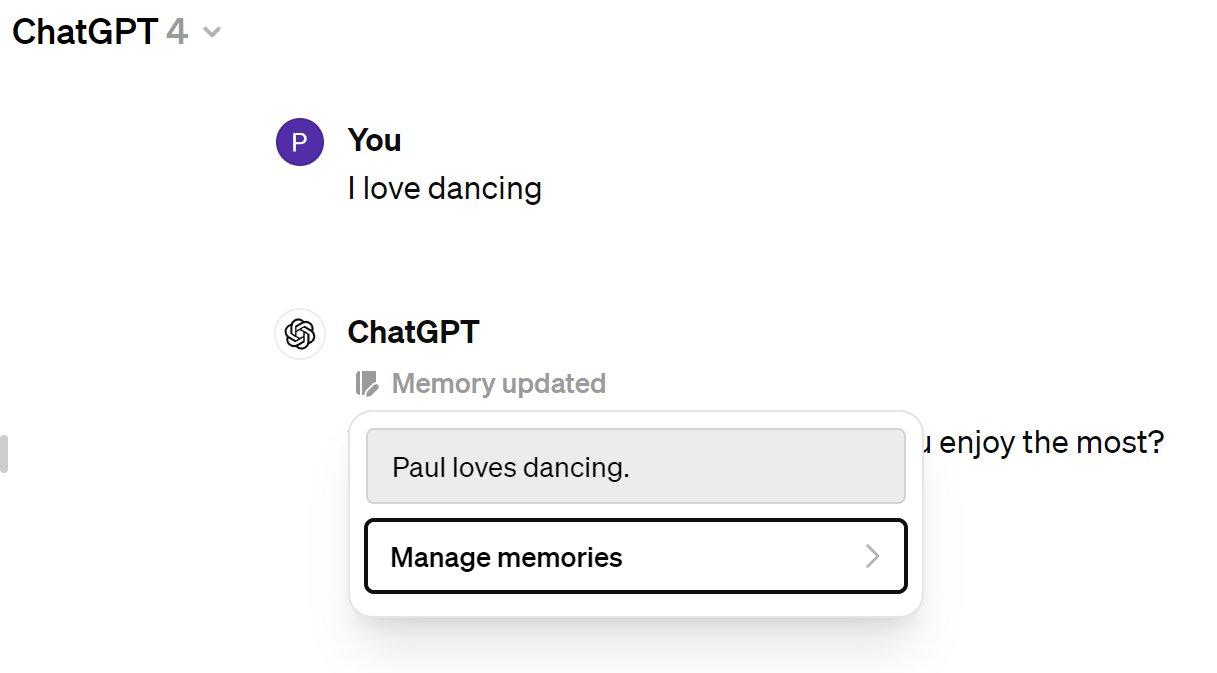 ChatGPT 4
P
You
I love dancing
ChatGPT
Memory updated
enjoy the most?
Paul loves dancing.
Manage memories